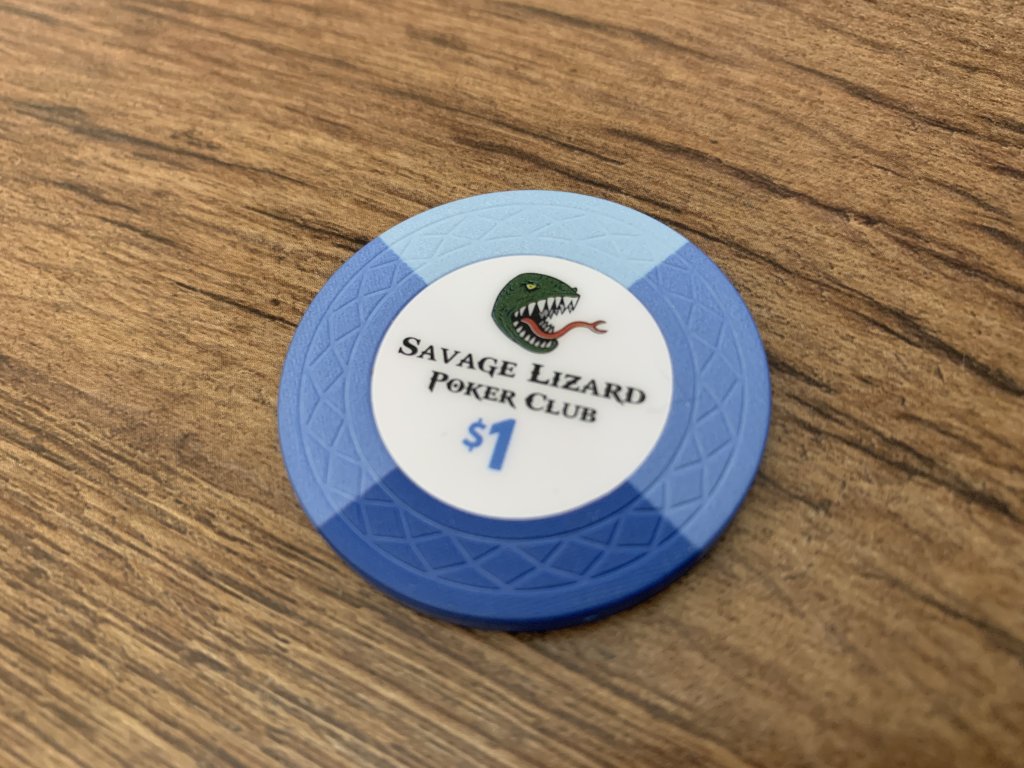 Savage Lizard
Poker Club
$1